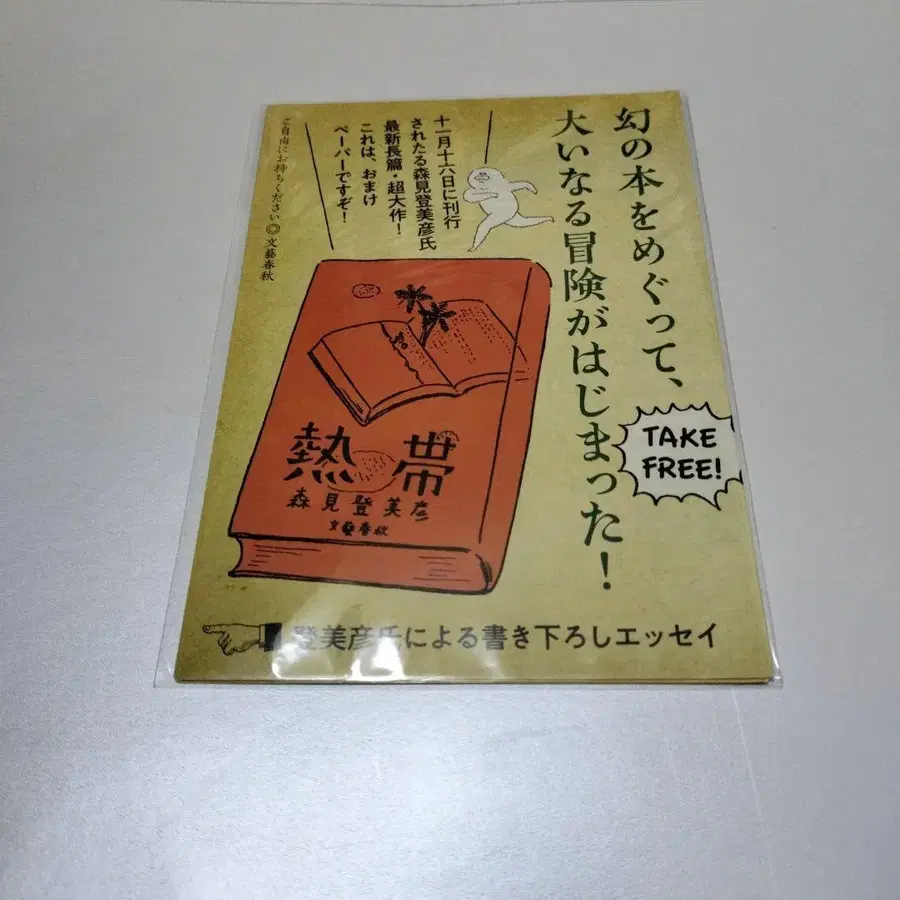 幻の本をめぐって、
大いなる冒険がはじまった！
TAKE
FREE!
十一月十六日に刊行
されたる森見登美彦氏
最新長篇・超大作！
これは、おまけ
ペーパーですぞ！
ご自由にお持ちください◎文藝春秋
熱帯
森見登美彦
文藝春秋
登美彦氏による書き下ろしエッセイ